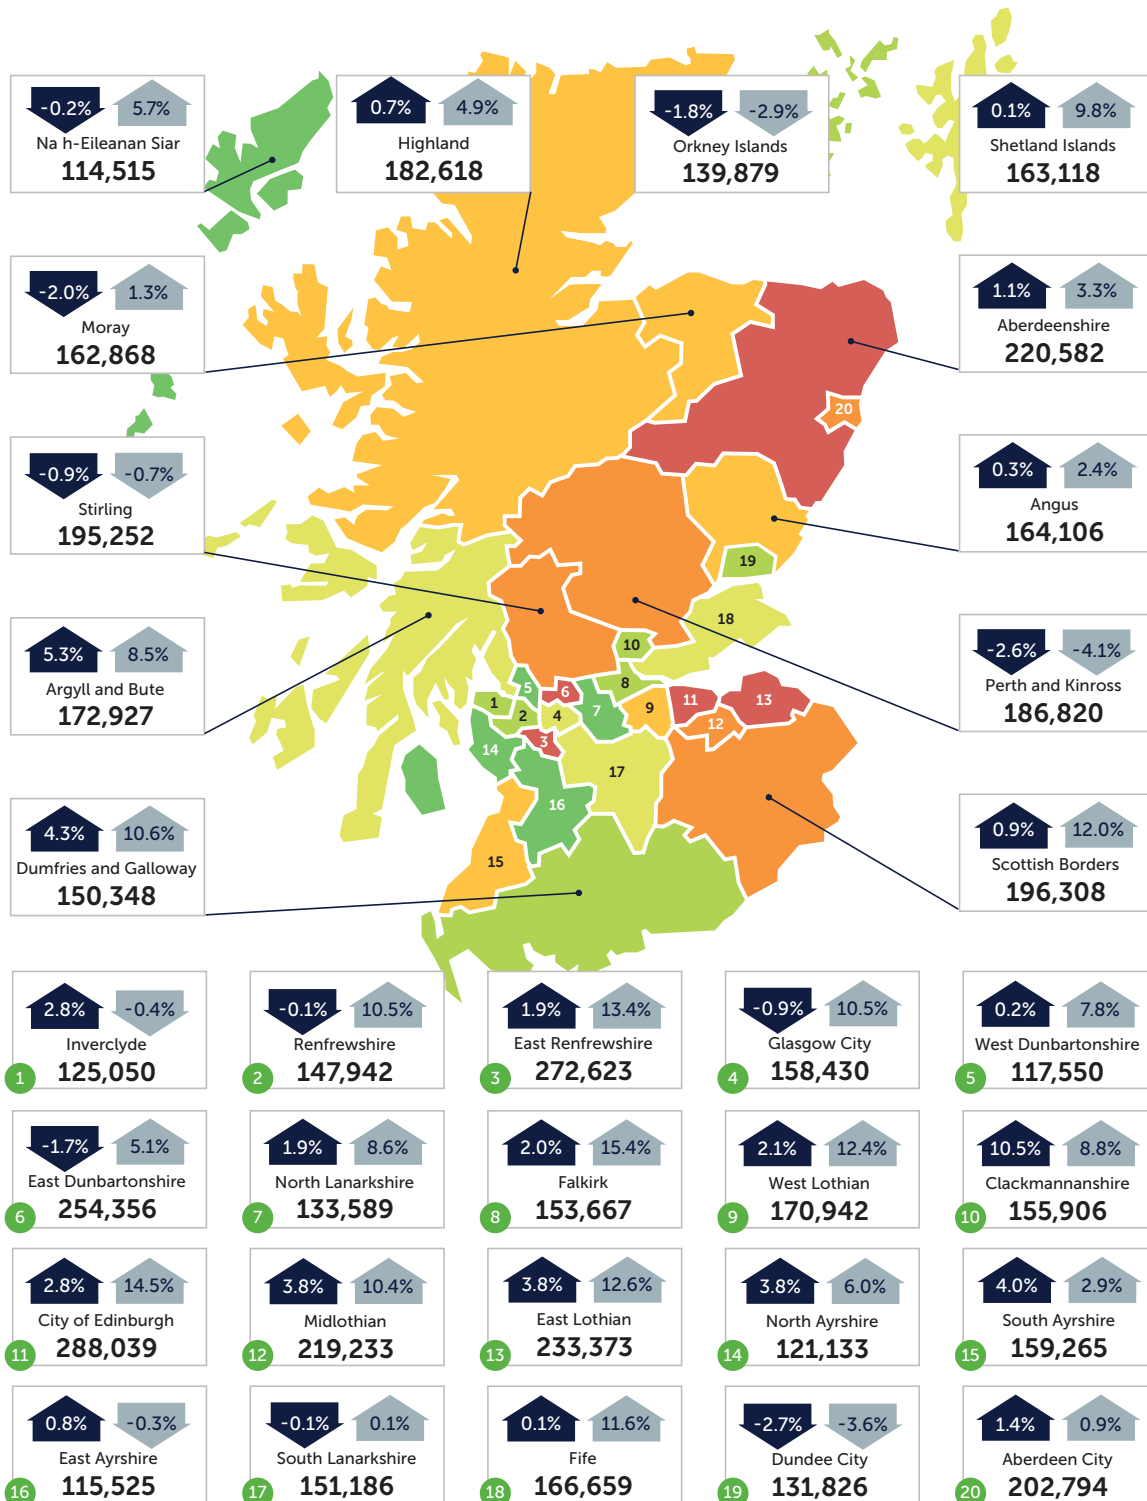 -0.2% 5.7%
Na h-Eileanan Siar
114,515
0.7% 4.9%
Highland
182,618
-1.8% -2.9%
Orkney Islands
139,879
0.1% 9.8%
Shetland Islands
163,118
-2.0% 1.3%
Moray
162,868
1.1% 3.3%
Aberdeenshire
220,582
20
-0.9% -0.7%
Stirling
195,252
0.3% 2.4%
Angus
164,106
19
18
10
5.3% 8.5%
Argyll and Bute
172,927
-2.6% -4.1%
Perth and Kinross
186,820
5
6
8
1
2
4
7
9
11
12
13
3
14
17
16
15
4.3% 10.6%
Dumfries and Galloway
150,348
0.9% 12.0%
Scottish Borders
196,308
2.8% -0.4%
Inverclyde
1 125,050
-0.1% 10.5%
Renfrewshire
2 147,942
1.9% 13.4%
East Renfrewshire
3 272,623
-0.9% 10.5%
Glasgow City
4 158,430
0.2% 7.8%
West Dunbartonshire
5 117,550
-1.7% 5.1%
East Dunbartonshire
6 254,356
1.9% 8.6%
North Lanarkshire
7 133,589
2.0% 15.4%
Falkirk
8 153,667
2.1% 12.4%
West Lothian
9 170,942
10.5% 8.8%
Clackmannanshire
10 155,906
2.8% 14.5%
City of Edinburgh
11 288,039
3.8% 10.4%
Midlothian
12 219,233
3.8% 12.6%
East Lothian
13 233,373
3.8% 6.0%
North Ayrshire
14 121,133
4.0% 2.9%
South Ayrshire
15 159,265
0.8% -0.3%
East Ayrshire
16 115,525
-0.1% 0.1%
South Lanarkshire
17 151,186
0.1% 11.6%
Fife
18 166,659
-2.7% -3.6%
Dundee City
19 131,826
1.4% 0.9%
Aberdeen City
20 202,794